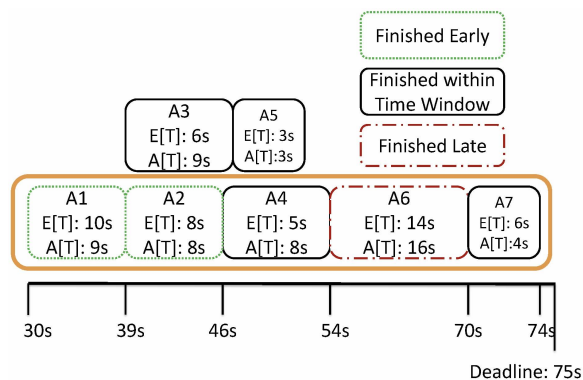 Finished Early
Finished within
Time Window
Finished Late
A3
E[T]: 6s
A[T]: 9s
A5
E[T]: 3s
A[T]:3s
A1
E[T]: 10s
A[T]: 9s
A2
E[T]: 8s
A[T]: 8s
A4
E[T]: 5s
A[T]: 8s
A6
E[T]: 14s
A[T]: 16s
A7
E[T]: 6s
A[T]:4s
30s 39s 46s 54s 70s 74s
Deadline: 75s